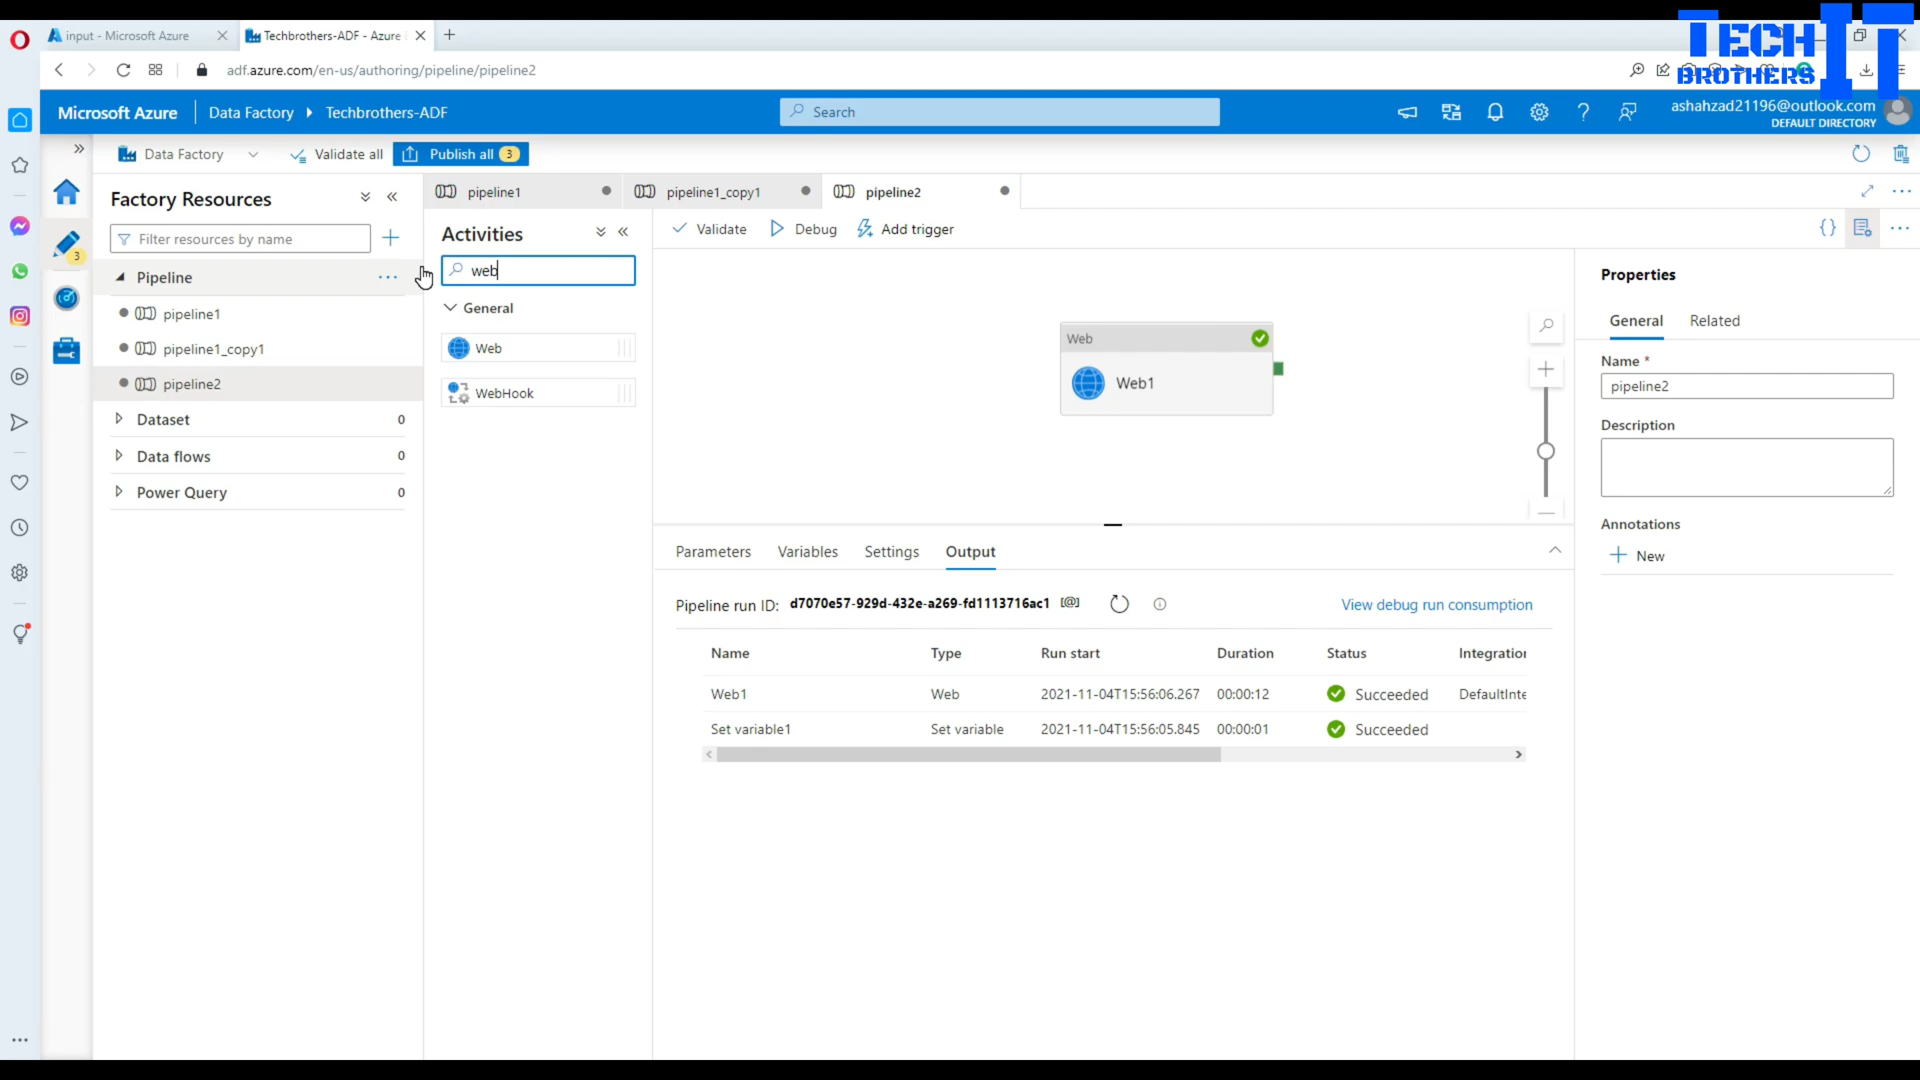 input - Microsoft Azure
Techbrothers-ADF - Azure
TECH IT
BROTHERS
adf.azure.com/en-us/authoring/pipeline/pipeline2
Microsoft Azure
Data Factory
Techbrothers-ADF
Search
ashahzad21196@outlook.com
DEFAULT DIRECTORY
Data Factory
Validate all
Publish all 3
Factory Resources
pipeline1
pipeline1_copy1
pipeline2
Filter resources by name
3
Activities
Validate
Debug
Add trigger
{}
Pipeline
web
pipeline1
pipeline1_copy1
pipeline2
Dataset 0
Data flows 0
Power Query 0
General
Web
WebHook
Web
Web1
Properties
General
Related
Name *
pipeline2
Description
Annotations
New
Parameters
Variables
Settings
Output
Pipeline run ID: d7070e57-929d-432e-a269-fd1113716ac1 [@]
View debug run consumption
Name Type Run start Duration Status Integration
Web1 Web 2021-11-04T15:56:06.267 00:00:12 Succeeded DefaultInte
Set variable1 Set variable 2021-11-04T15:56:05.845 00:00:01 Succeeded